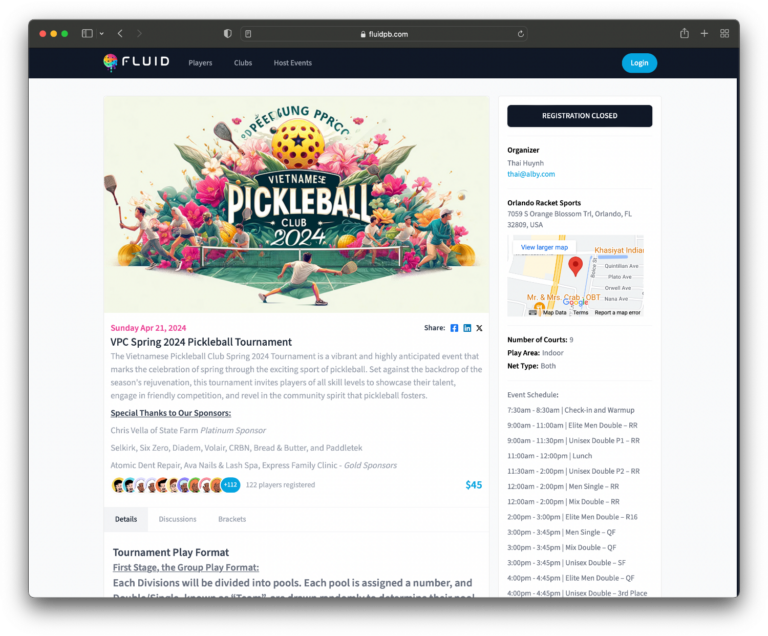 fluidpb.com
FLUID
Players
Clubs
Host Events
Login
VIETNAMESE
PICKLEBALL
CLUB
2024
Sunday Apr 21, 2024
Share:
VPC Spring 2024 Pickleball Tournament
The Vietnamese Pickleball Club Spring 2024 Tournament is a vibrant and highly anticipated event that
marks the celebration of spring through the exciting sport of pickleball. Set against the backdrop of the
season's rejuvenation, this tournament invites players of all skill levels to showcase their talent,
engage in friendly competition, and revel in the community spirit that pickleball fosters.
Special Thanks to Our Sponsors:
Chris Vella of State Farm Platinum Sponsor
Selkirk, Six Zero, Diadem, Volair, CRBN, Bread & Butter, and Paddletek
Atomic Dent Repair, Ava Nails & Lash Spa, Express Family Clinic - Gold Sponsors
+112
122 players registered
$45
Details
Discussions
Brackets
Tournament Play Format
First Stage, the Group Play Format:
Each Divisions will be divided into pools. Each pool is assigned a number, and
REGISTRATION CLOSED
Organizer
Thai Huynh
thai@alby.com
Orlando Racket Sports
7059 S Orange Blossom Trl, Orlando, FL
32809, USA
View larger map
Khasiyat India
Quintilian Ave
Plato Ave
Orwell Ave
Nana Ave
Mr. & Mrs. Crab - OBT
Google
Map Data
Terms
Report a map error
Number of Courts: 9
Play Area: Indoor
Net Type: Both
Event Schedule:
7:30am - 8:30am | Check-in and Warmup
9:00am - 11:00am | Elite Men Double – RR
9:00am - 11:30pm | Unisex Double P1 – RR
11:00am - 12:00pm | Lunch
11:30am - 2:00pm | Unisex Double P2 – RR
12:00am - 2:00pm | Men Single – RR
12:00am - 2:00pm | Mix Double – RR
2:00pm - 3:00pm | Elite Men Double – R16
3:00pm - 3:45pm | Men Single – QF
3:00pm - 3:45pm | Mix Double – QF
3:00pm - 3:45pm | Unisex Double – SF
4:00pm - 4:45pm | Elite Men Double – QF
4:00pm - 4:45pm | Unisex Double – 3rd Place